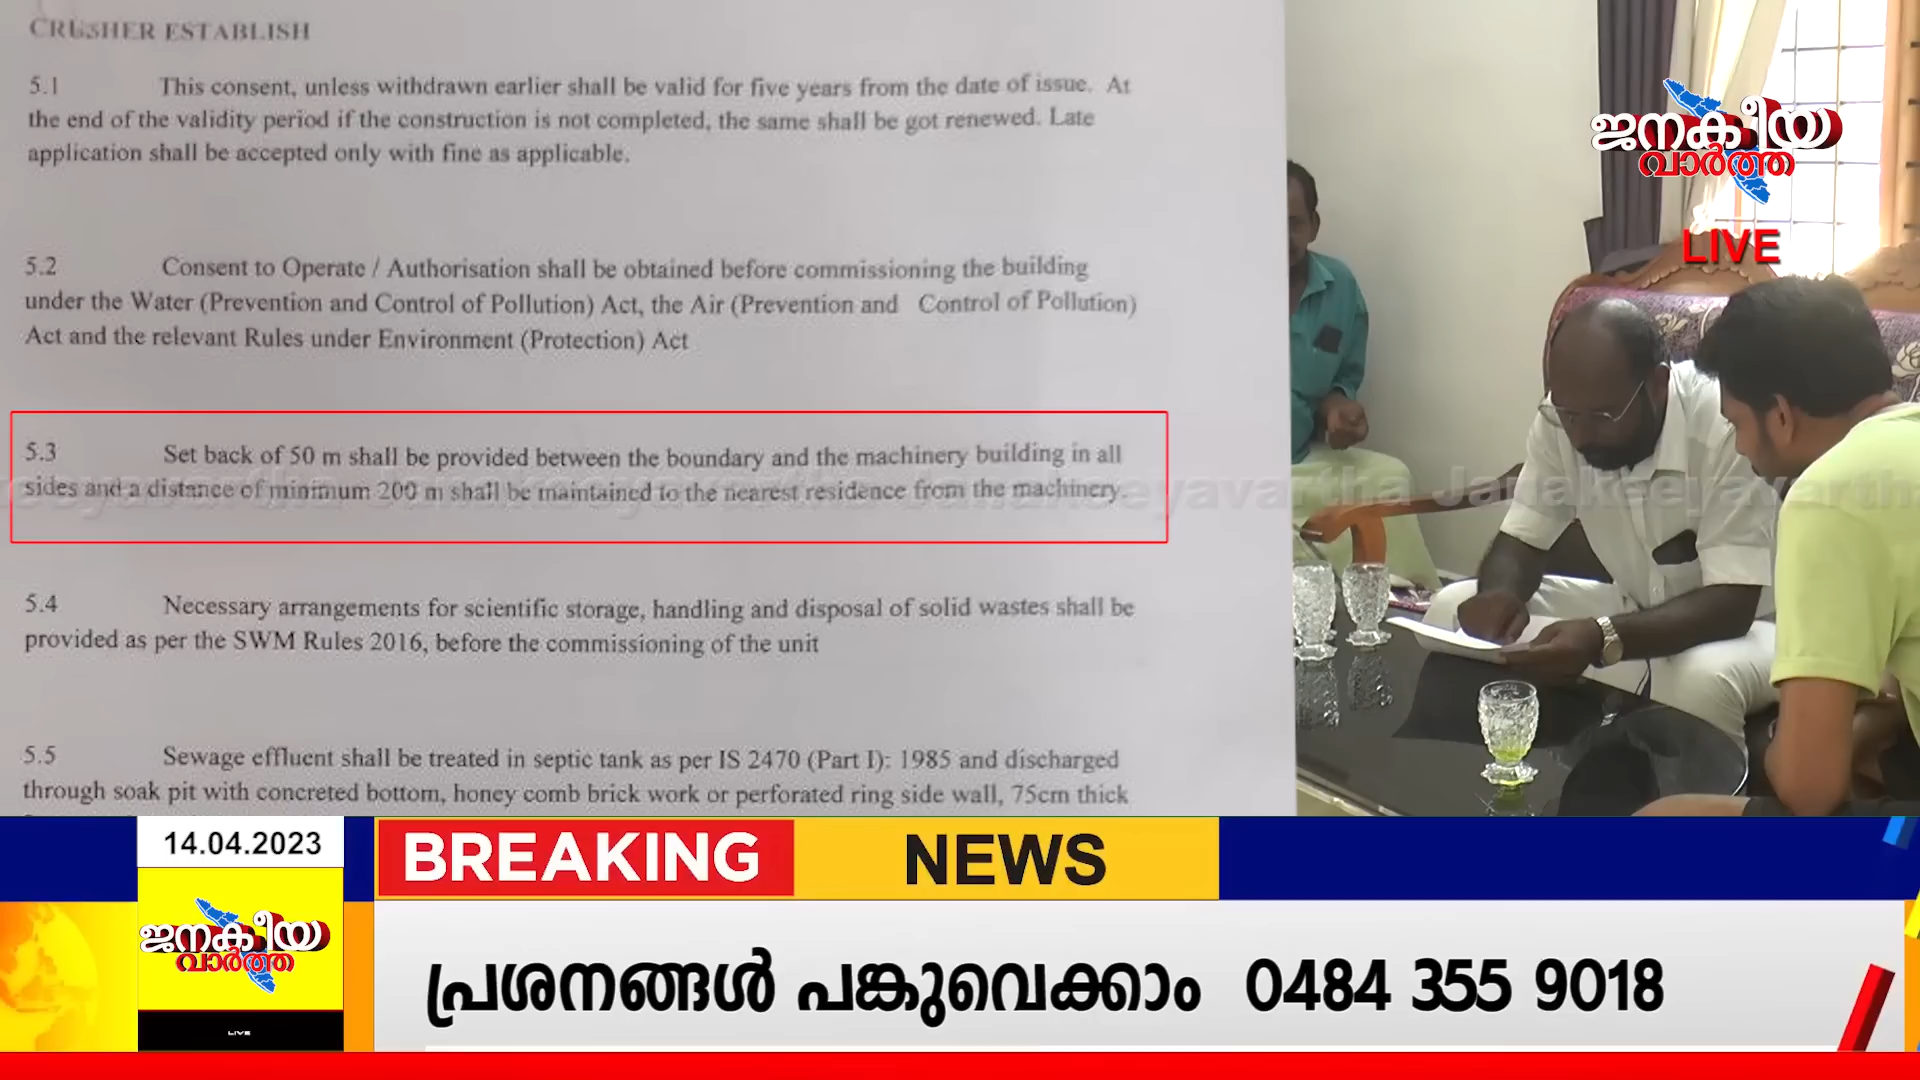 CRUSHER ESTABLISH
5.1 This consent, unless withdrawn earlier shall be valid for five years from the date of issue. At
the end of the validity period if the construction is not completed, the same shall be got renewed. Late
application shall be accepted only with fine as applicable.
5.2 Consent to Operate / Authorisation shall be obtained before commissioning the building
under the Water (Prevention and Control of Pollution) Act, the Air (Prevention and Control of Pollution)
Act and the relevant Rules under Environment (Protection) Act
5.3 Set back of 50 m shall be provided between the boundary and the machinery building in all
sides and a distance of minimum 200 m shall be maintained to the nearest residence from the machinery.
5.4 Necessary arrangements for scientific storage, handling and disposal of solid wastes shall be
provided as per the SWM Rules 2016, before the commissioning of the unit
5.5 Sewage effluent shall be treated in septic tank as per IS 2470 (Part I): 1985 and discharged
through soak pit with concreted bottom, honey comb brick work or perforated ring side wall, 75cm thick
ജനകീയ
വാർത്ത
LIVE
Janakeeyavartha Janakeeyavartha
14.04.2023
BREAKING NEWS
ജനകീയ
വാർത്ത
LIVE
പ്രശനങ്ങൾ പങ്കുവെക്കാം 0484 355 9018